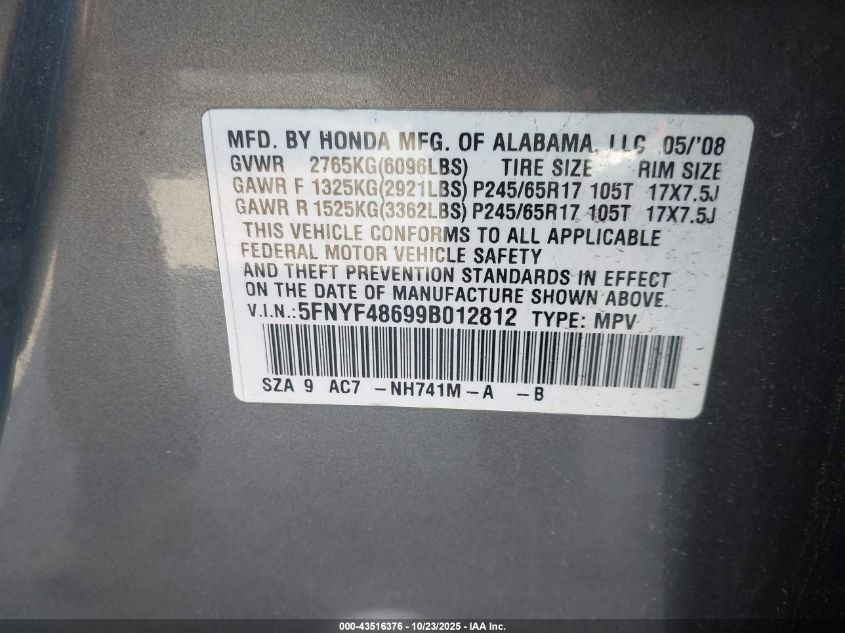 MFD. BY HONDA MFG. OF ALABAMA, LLC 05/'08
GVWR 2765KG(6096LBS) TIRE SIZE RIM SIZE
GAWR F 1325KG(2921LBS) P245/65R17 105T 17X7.5J
GAWR R 1525KG(3362LBS) P245/65R17 105T 17X7.5J
THIS VEHICLE CONFORMS TO ALL APPLICABLE
FEDERAL MOTOR VEHICLE SAFETY
AND THEFT PREVENTION STANDARDS IN EFFECT
ON THE DATE OF MANUFACTURE SHOWN ABOVE.
V.I.N.:5FNYF48699B012812 TYPE: MPV
SZA 9 AC7 -NH741M-A -B
000-43516376 - 10/23/2025 - IAA Inc.